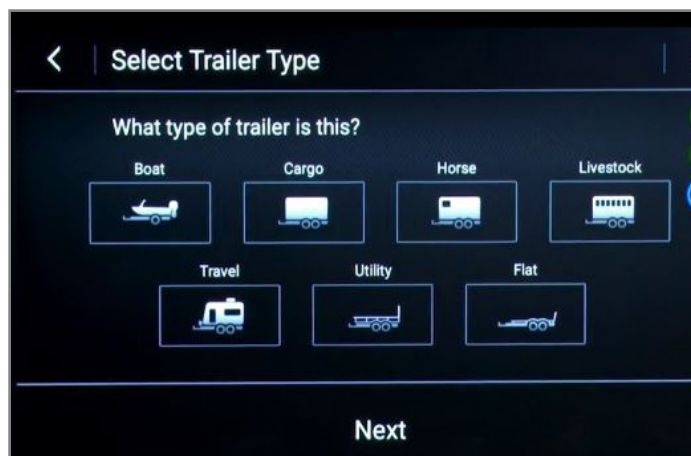 Select Trailer Type
What type of trailer is this?
Boat Cargo Horse Livestock
Travel Utility Flat
Next